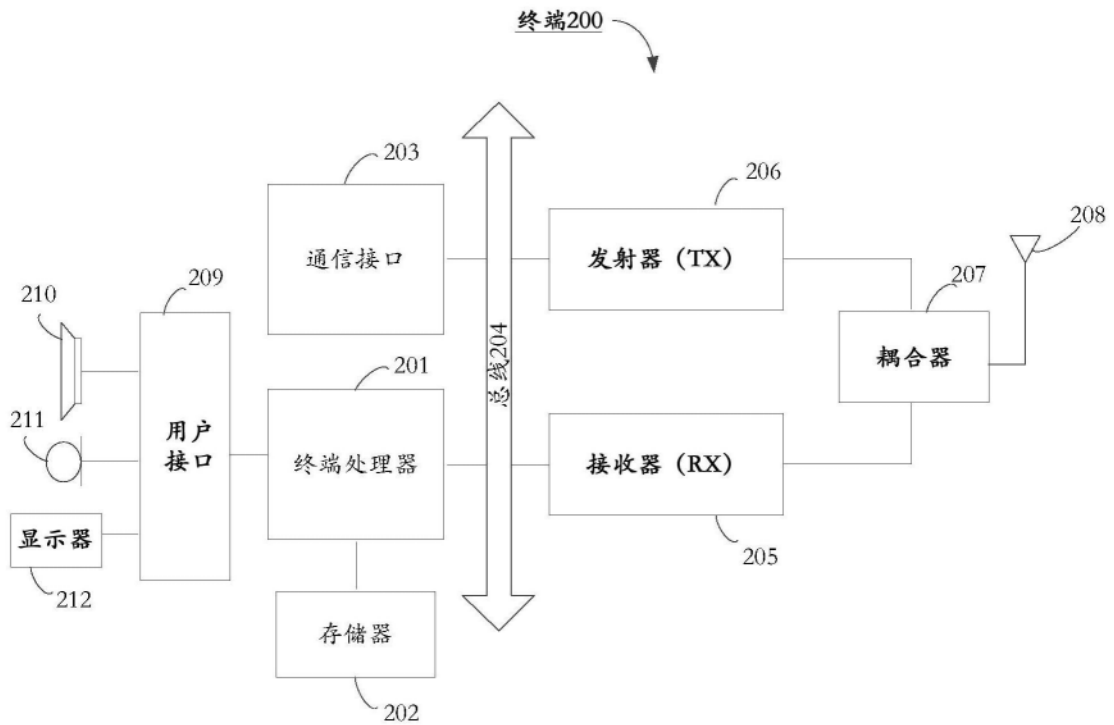 终端200
203
通信接口
206
发射器（TX）
208
207
耦合器
209
210
用户
接口
211
显示器
212
201
终端处理器
总线204
接收器（RX）
205
存储器
202